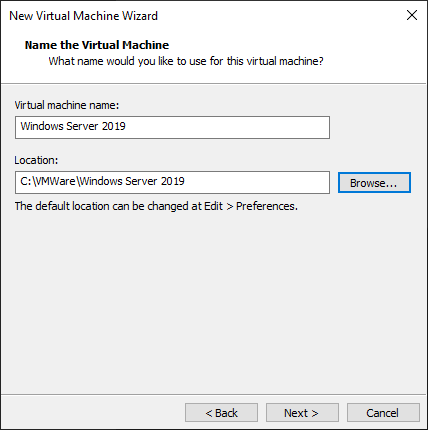 New Virtual Machine Wizard
Name the Virtual Machine
What name would you like to use for this virtual machine?
Virtual machine name:
Windows Server 2019
Location:
C:\VMWare\Windows Server 2019
Browse...
The default location can be changed at Edit > Preferences.
< Back
Next >
Cancel